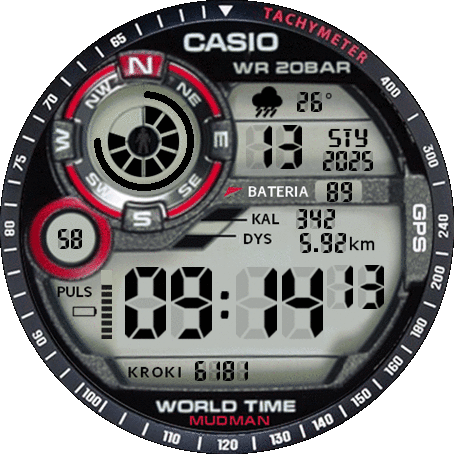 TACHYMETER
65
70
75
80
90
100
110
120
130
140
150
160
180
200
220
240
300
400
CASIO
WR 20BAR
N
NE
E
SE
S
SW
W
NW
26°
13 STY
2025
BATERIA 89
GPS
KAL 342
DYS 5.92km
58
PULS
09:14 13
KROKI 6181
WORLD TIME
MUDMAN